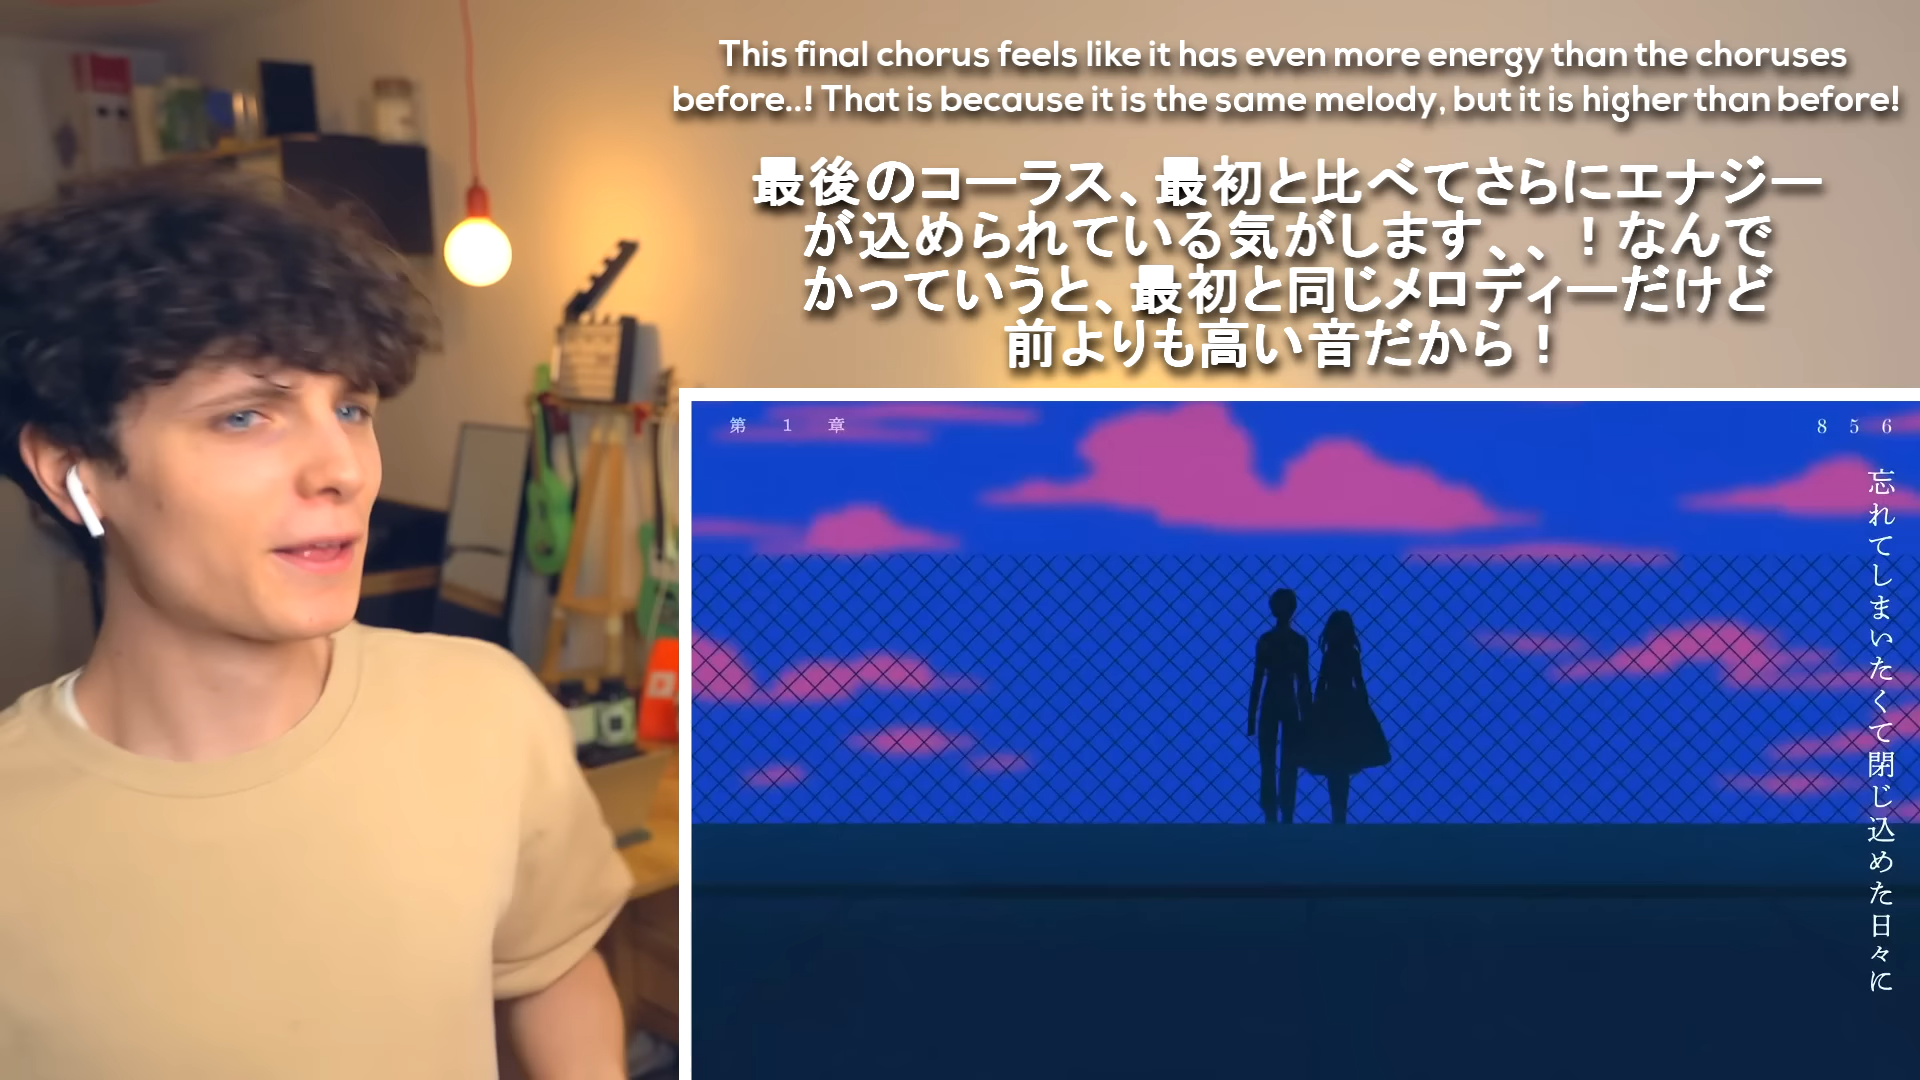 This final chorus feels like it has even more energy than the choruses
before..! That is because it is the same melody, but it is higher than before!
最後のコーラス、最初と比べてさらにエナジー
が込められている気がします、、！なんで
かっていうと、最初と同じメロディーだけど
前よりも高い音だから！
第1章
856
忘れてしまいたくて閉じ込めた日々に